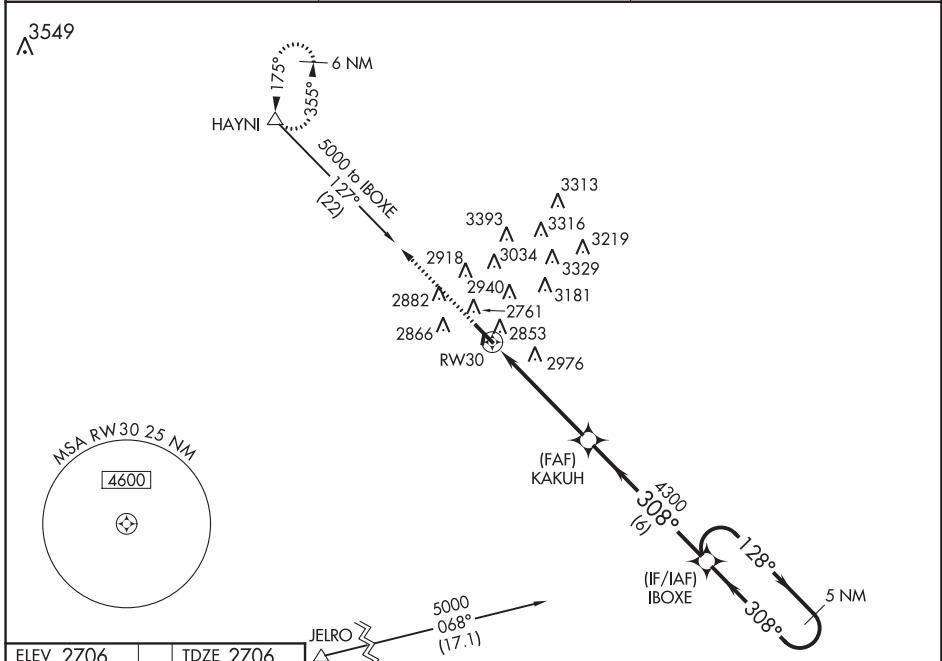 3549
175°
355°
6 NM
HAYNI
5000 to IBOXE
127°
(22)
3313
3393
3316
3219
2918
3034
3329
2940
3181
2882
2761
2866
2853
RW30
2976
MSA RW30 25 NM
4600
(FAF)
KAKUH
4300
308°
(6)
128°
(IF/IAF)
IBOXE
5 NM
308°
5000
068°
(17.1)
JELRO
ELEV 2706
TDZE 2706